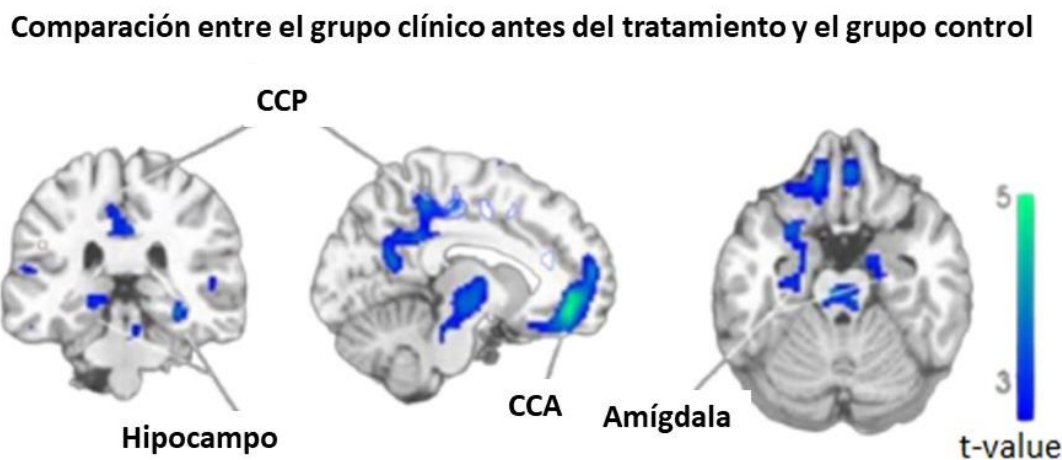 Comparación entre el grupo clínico antes del tratamiento y el grupo control
CCP
5
3
CCA
Amígdala
Hipocampo
t-value